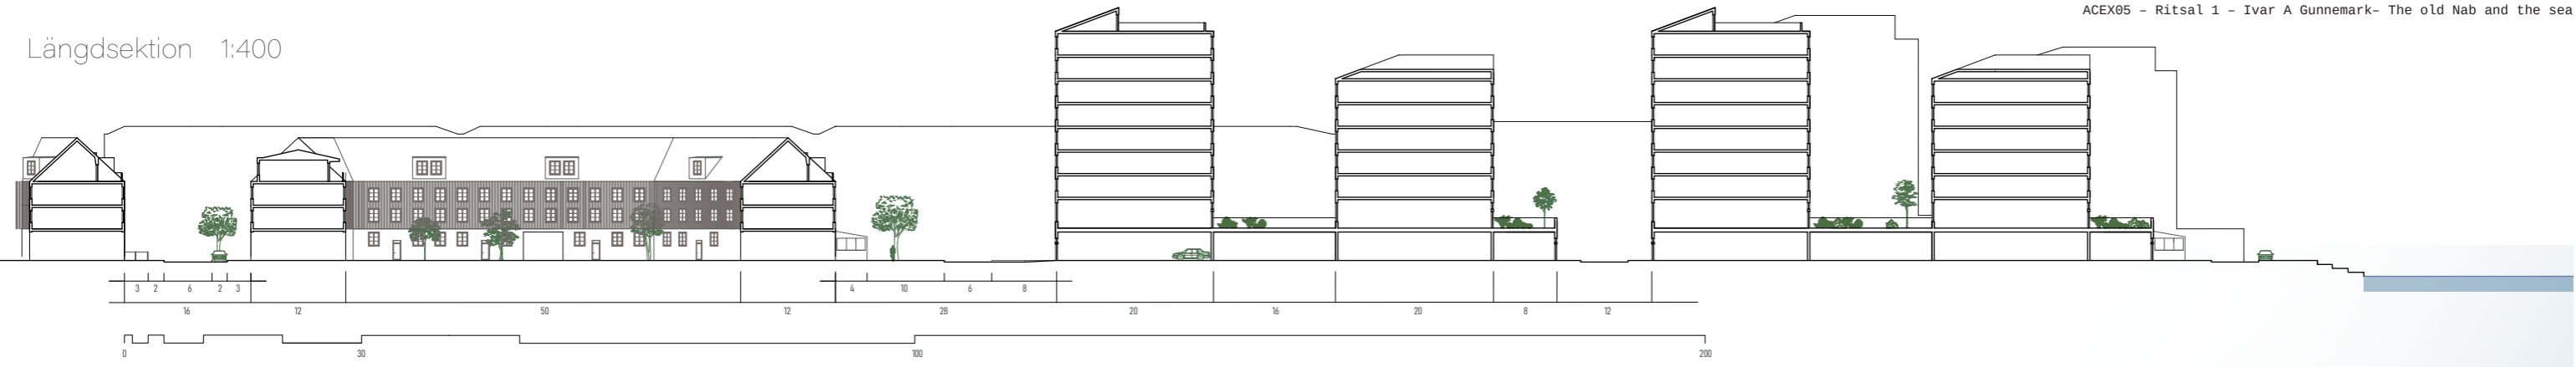 ACEX05 – Ritsal 1 – Ivar A Gunnemark– The old Nab and the sea
Längdsektion 1:400
3 2 6 2 3 4 10 6 8
16 12 50 12 28 20 16 20 8 12
0 30 100 200